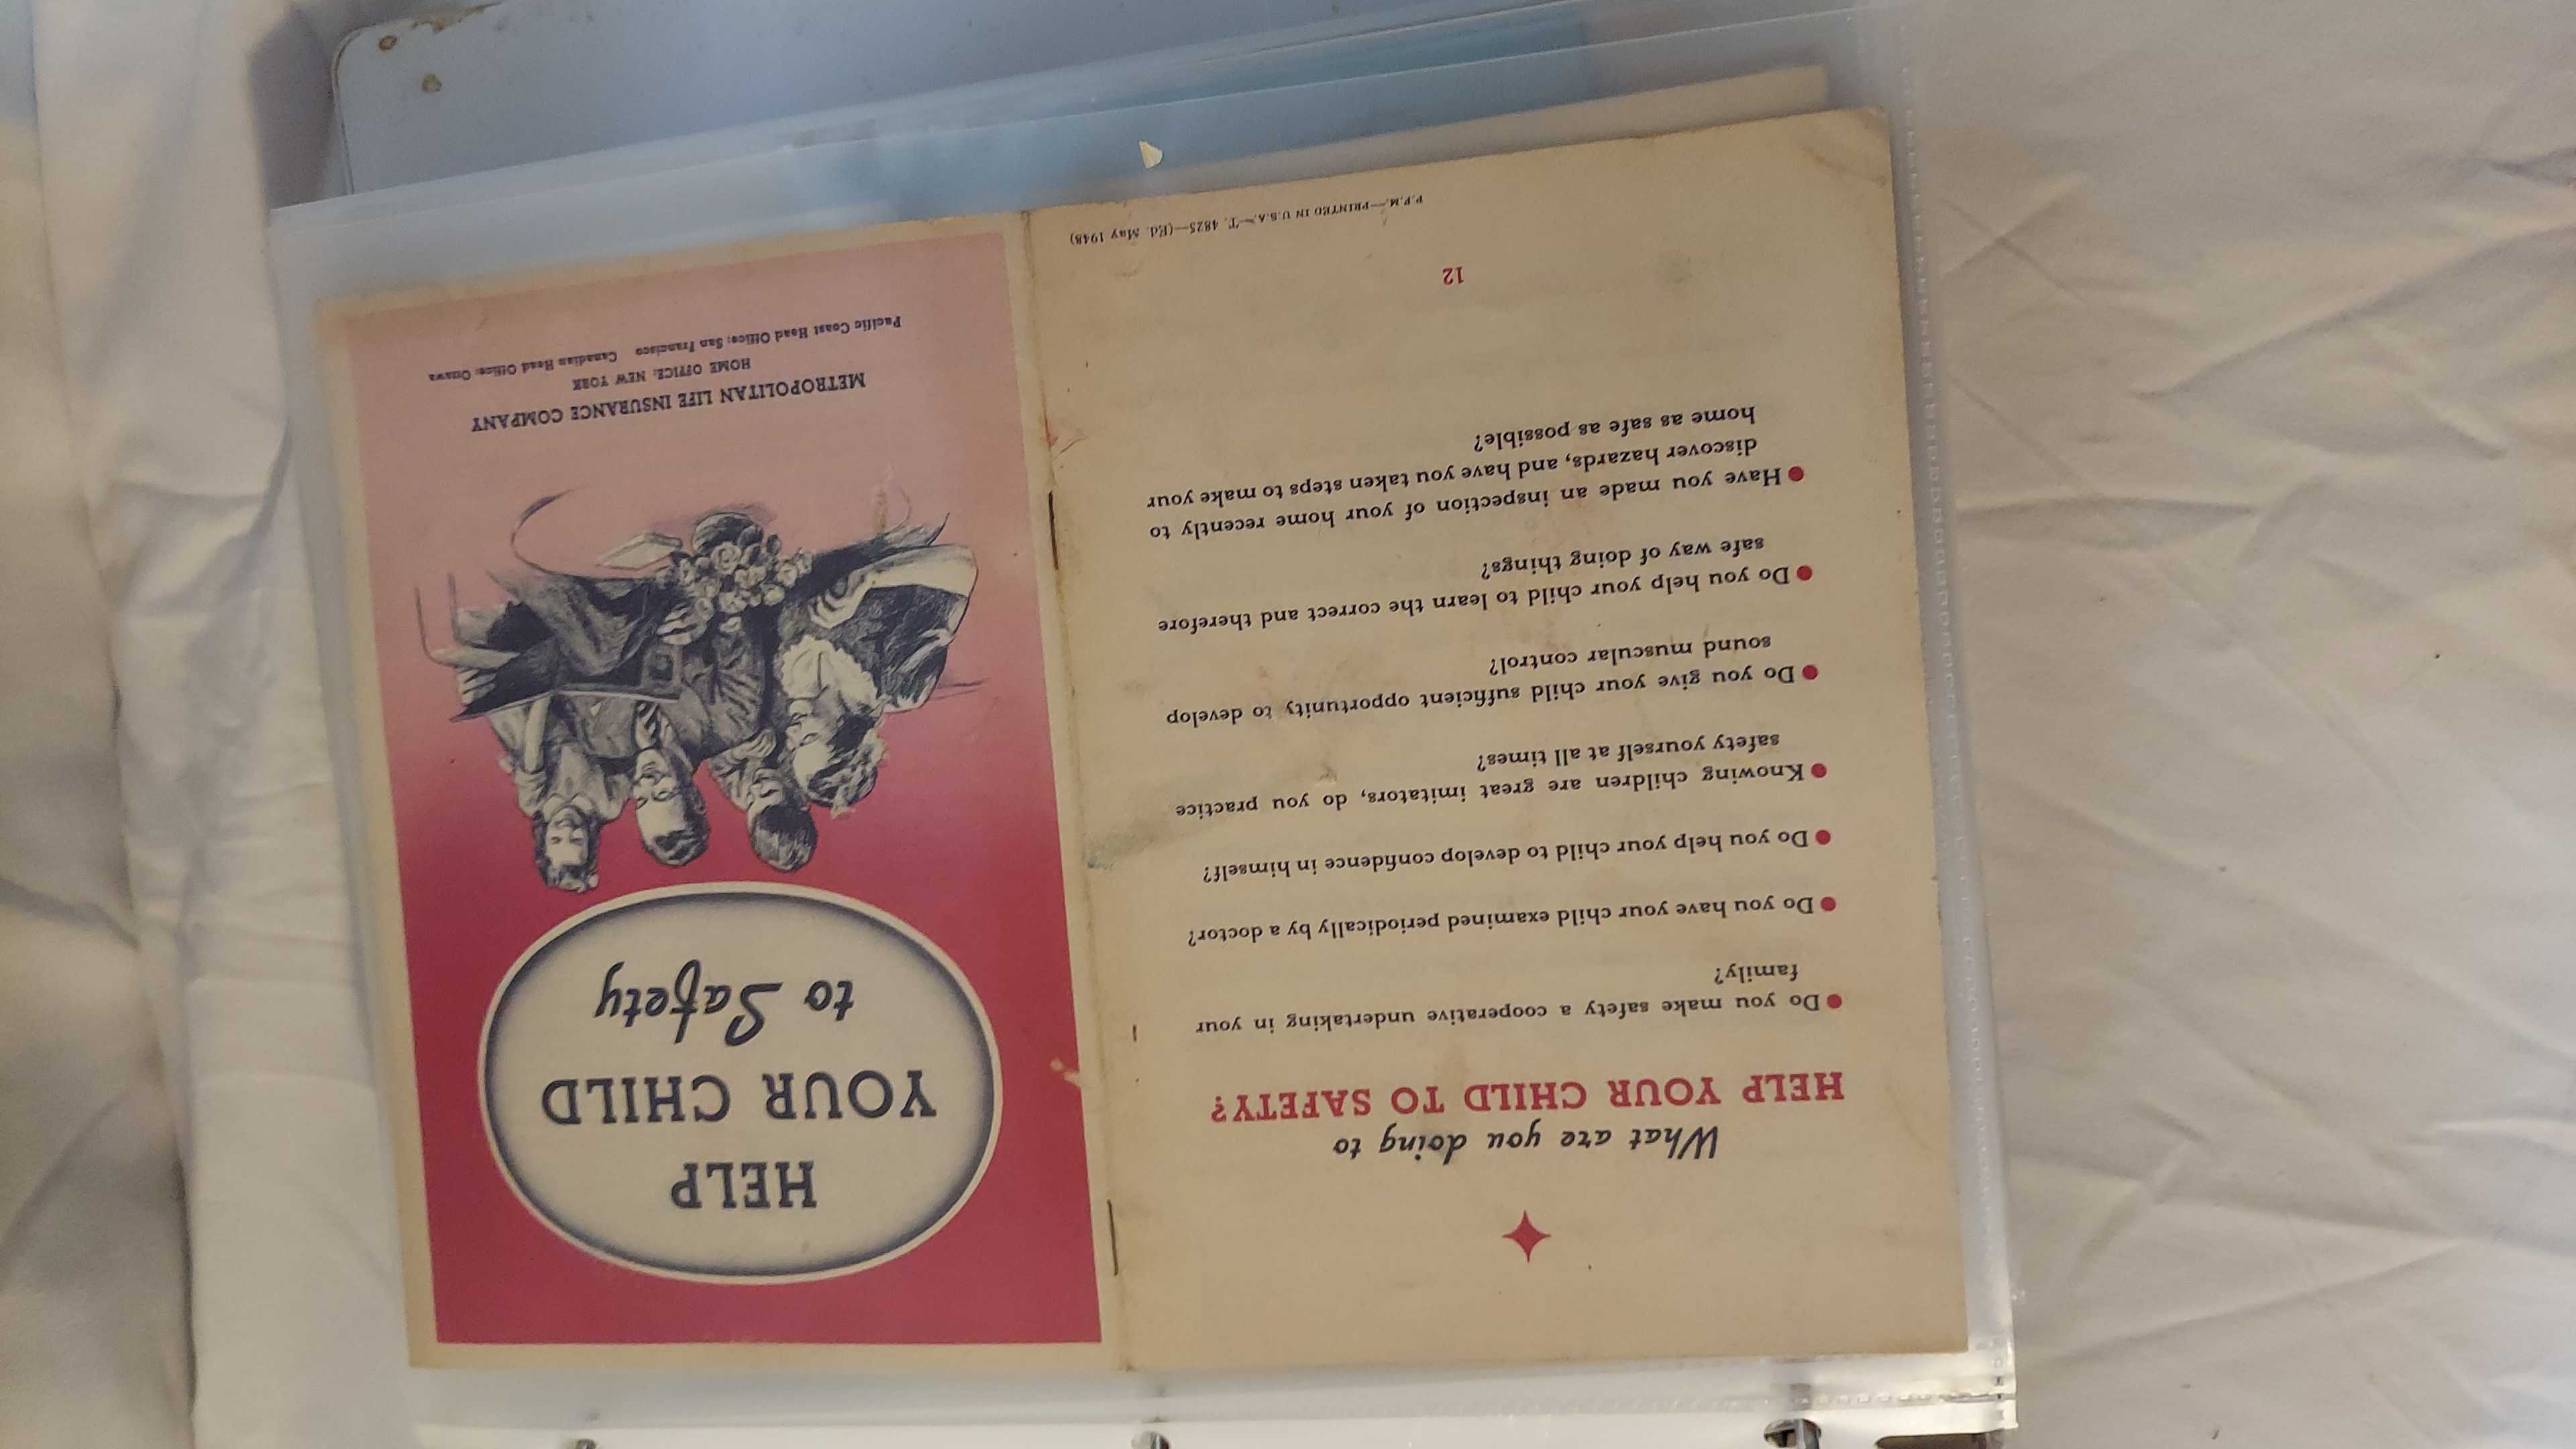 What are you doing to
HELP YOUR CHILD TO SAFETY?
● Do you make safety a cooperative undertaking in your
family?
● Do you have your child examined periodically by a doctor?
● Do you help your child to develop confidence in himself?
● Knowing children are great imitators, do you practice
safety yourself at all times?
● Do you give your child sufficient opportunity to develop
sound muscular control?
● Do you help your child to learn the correct and therefore
safe way of doing things?
● Have you made an inspection of your home recently to
discover hazards, and have you taken steps to make your
home as safe as possible?
12
P.P.M.—PRINTED IN U.S.A.—T. 4825—(Ed. May 1948)
HELP
YOUR CHILD
to Safety
METROPOLITAN LIFE INSURANCE COMPANY
HOME OFFICE: NEW YORK
Pacific Coast Head Office: San Francisco Canadian Head Office: Ottawa